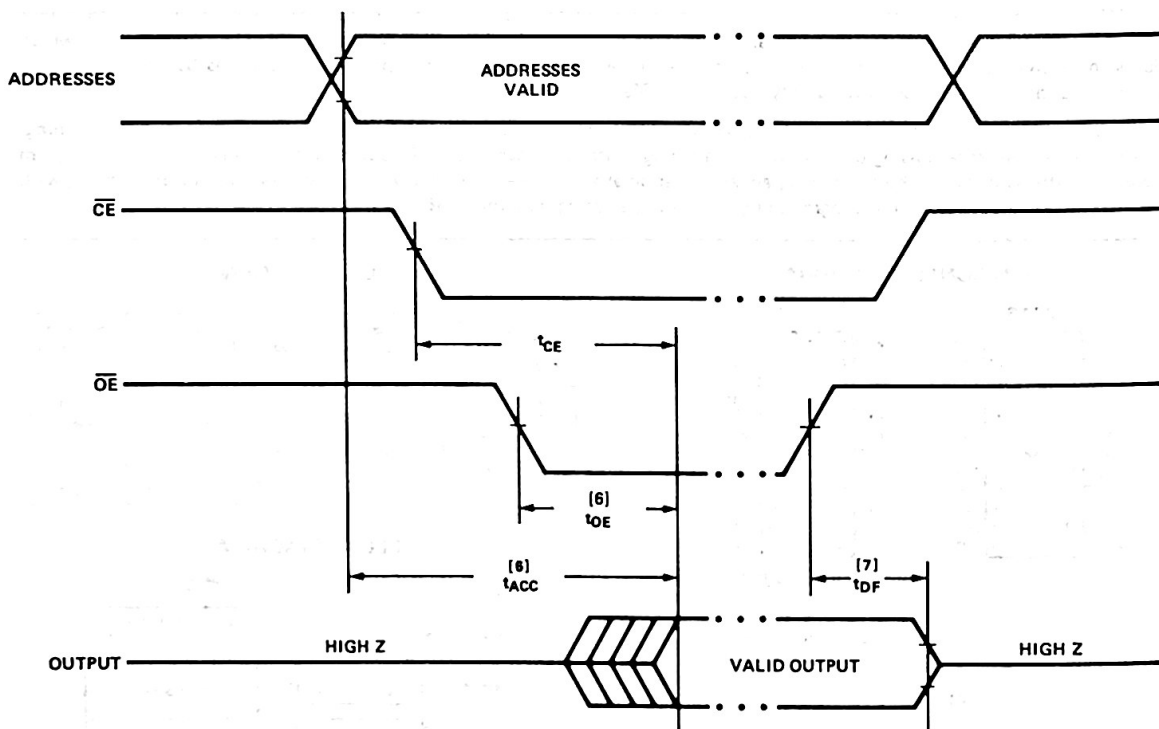 ADDRESSES
ADDRESSES
VALID
CE
tCE
OE
[6]
tOE
[6]
tACC
[7]
tDF
OUTPUT
HIGH Z
VALID OUTPUT
HIGH Z